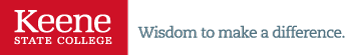 Keene
STATE COLLEGE
Wisdom to make a difference.